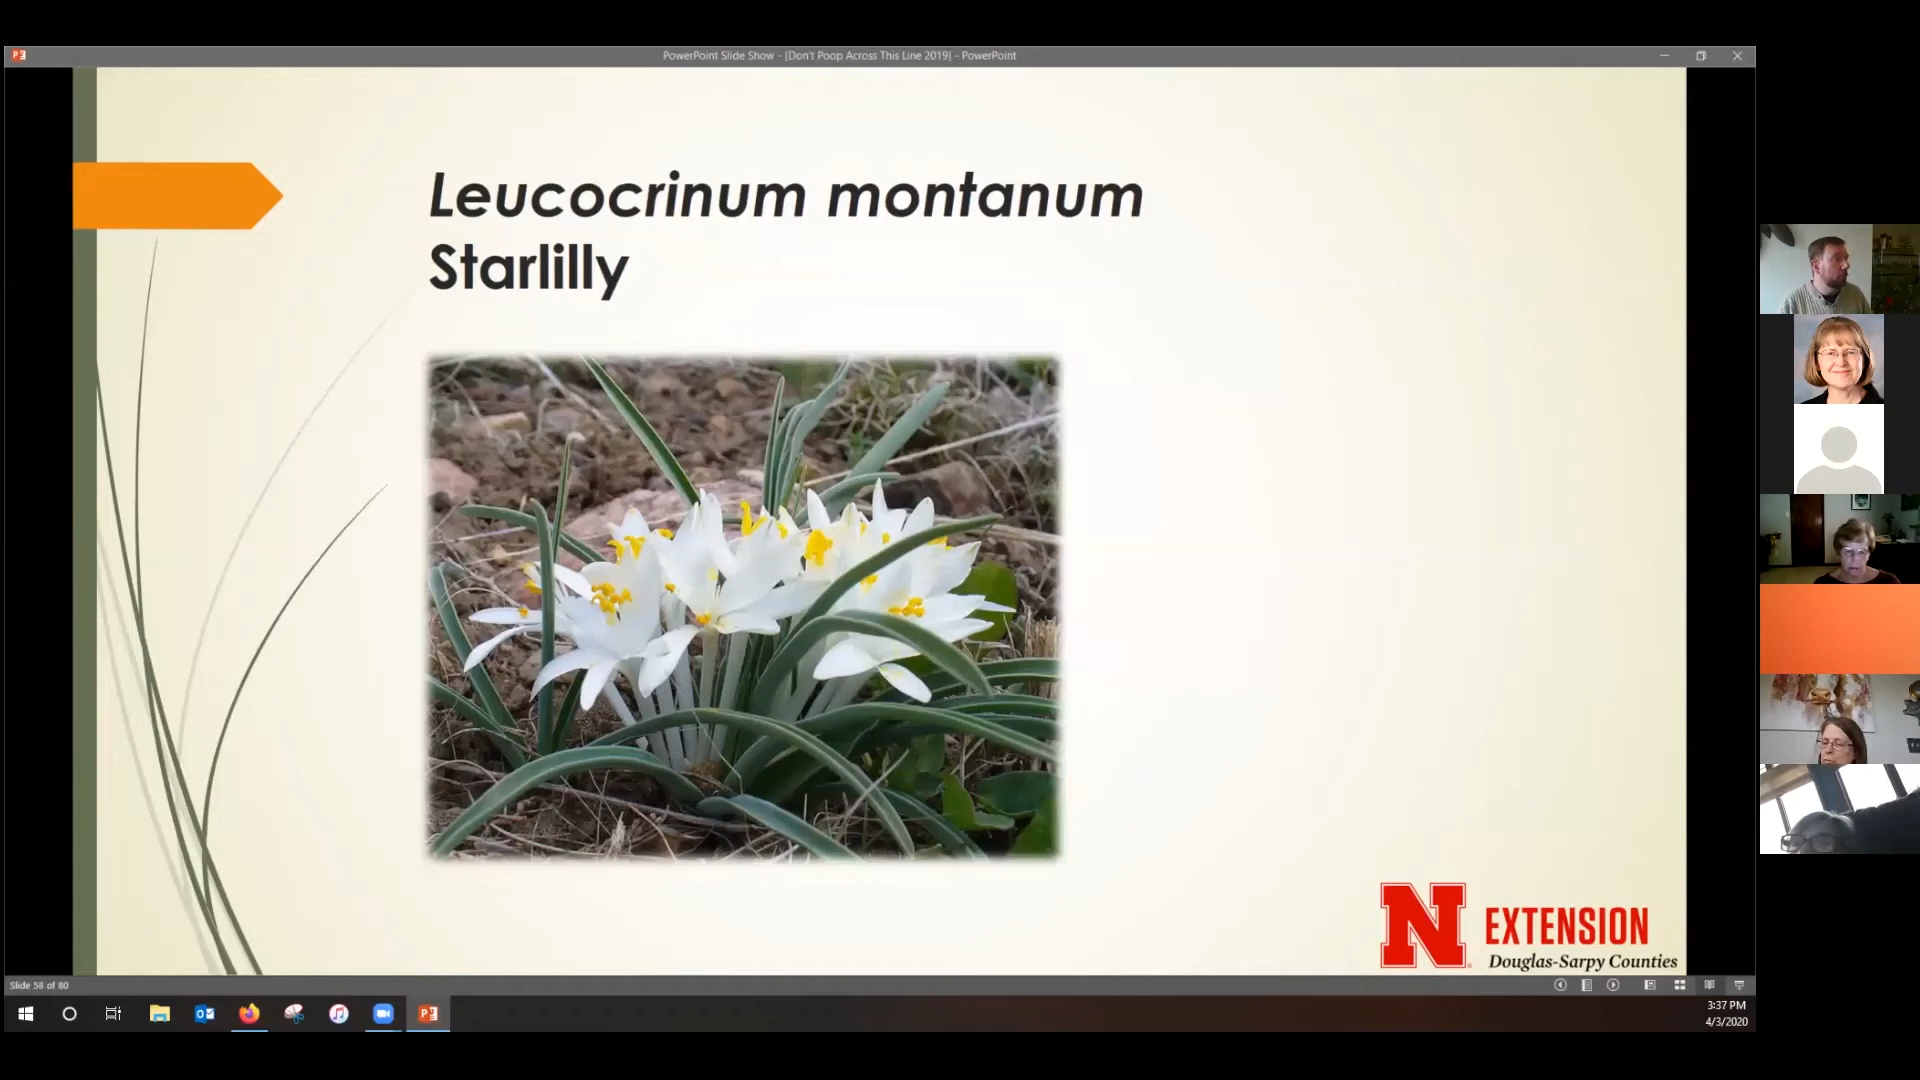 PowerPoint Slide Show - [Don't Poop Across This Line 2019] - PowerPoint
Leucocrinum montanum
Starlilly
N EXTENSION
Douglas-Sarpy Counties
Slide 58 of 80
3:37 PM
4/3/2020